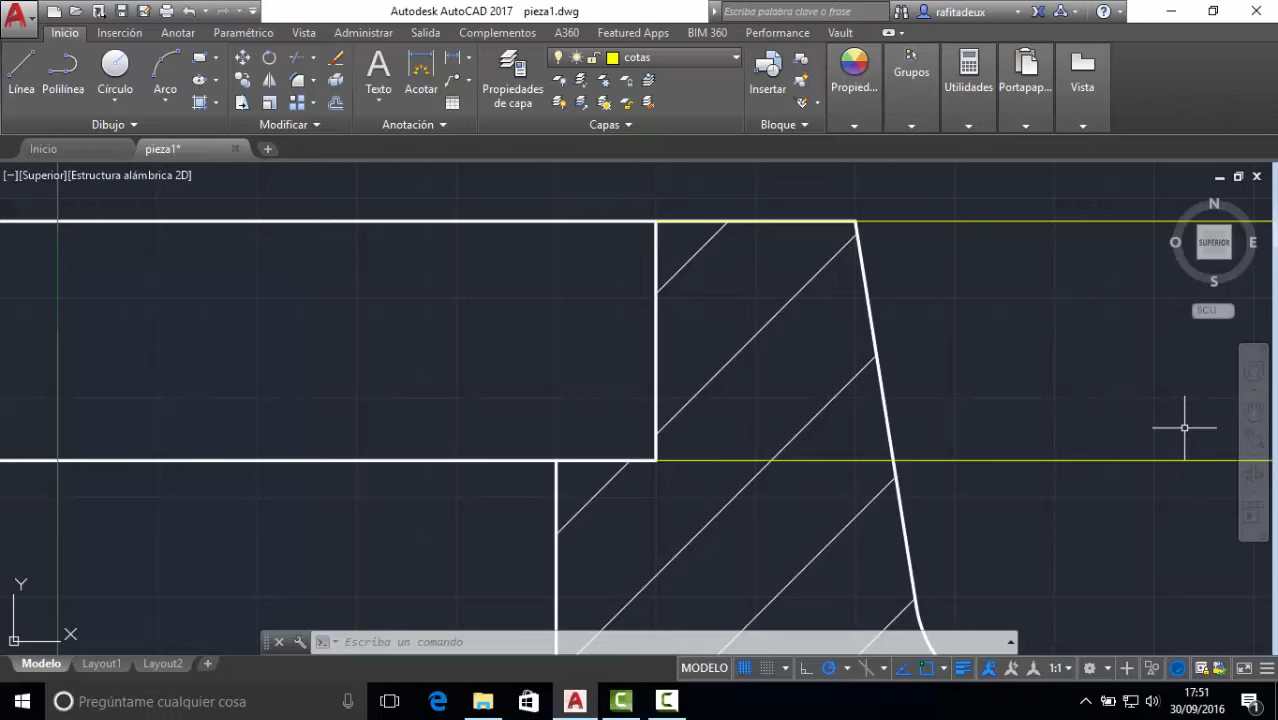 Autodesk AutoCAD 2017 pieza1.dwg
Escriba palabra clave o frase
rafitadeux
Inicio Inserción Anotar Paramétrico Vista Administrar Salida Complementos A360 Featured Apps BIM 360 Performance Vault
cotas
Línea Polilínea Círculo Arco
Texto Acotar
Propiedades de capa
Insertar
Propied...
Grupos
Utilidades
Portapap...
Vista
Dibujo Modificar Anotación Capas Bloque
Inicio pieza1*
[−][Superior][Estructura alámbrica 2D]
N
O SUPERIOR E
S
SCU
Y
X
Escriba un comando
Modelo Layout1 Layout2 +
MODELO 1:1
Pregúntame cualquier cosa
17:51
30/09/2016
1